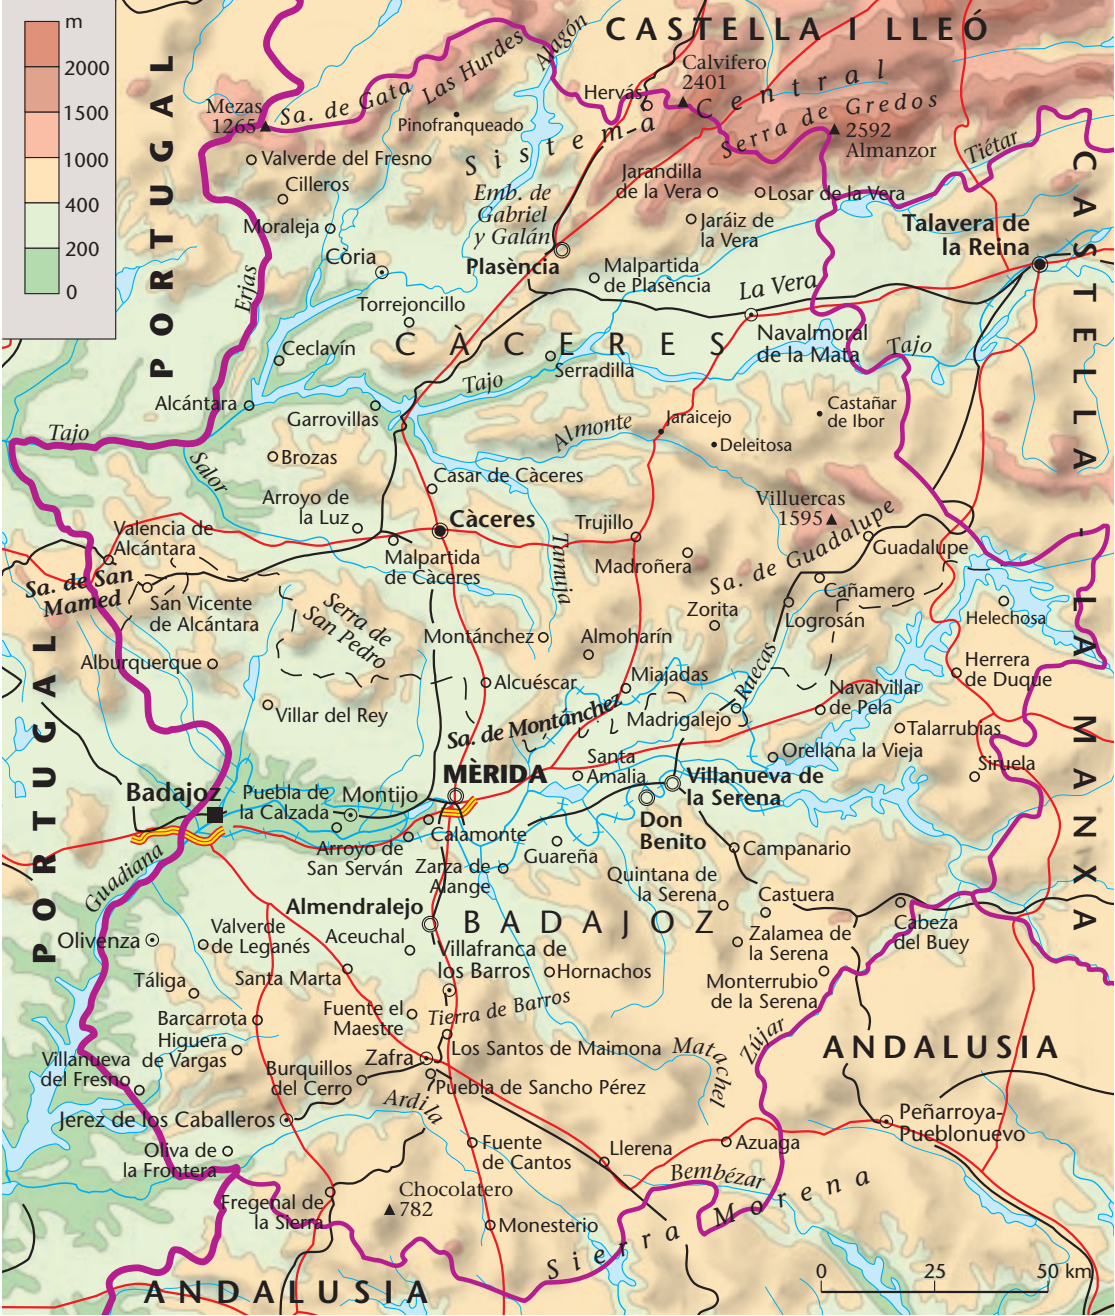 m
2000
1500
1000
400
200
0
CASTELLA I LLEÓ
PORTUGAL
Mezas
1265
Sa. de Gata
Las Hurdes
Alagón
Pinofranqueado
Hervás
Calvifero
2401
Sistema Central
Serra de Gredos
2592
Almanzor
Tiétar
Valverde del Fresno
Cilleros
Moraleja
Emb. de
Gabriel
y Galán
Jarandilla
de la Vera
Losar de la Vera
Jaráiz de
la Vera
Talavera de
la Reina
Còria
Plasència
Malpartida
de Plasència
La Vera
Erjas
Torrejoncillo
CÀCERES
Navalmoral
de la Mata
Tajo
Ceclavín
Serradilla
Tajo
Alcántara
Garrovillas
Castañar
de Ibor
Jaraicejo
Tajo
Almonte
Deleitosa
Salor
Brozas
Casar de Càceres
Arroyo de
la Luz
Càceres
Villuercas
1595
Trujillo
Valencia de
Alcántara
Malpartida
de Càceres
Tamuja
Madroñera
Sa. de Guadalupe
Guadalupe
Sa. de San
Mamed
San Vicente
de Alcántara
Serra de
San Pedro
Cañamero
Zorita
Logrosán
Helechosa
Montánchez
Almoharín
Alburquerque
Alcuéscar
Miajadas
Ruecas
Herrera
de Duque
Navalvillar
de Pela
Villar del Rey
Sa. de Montánchez
Madrigalejo
Talarrubias
Orellana la Vieja
Siruela
CASTELLA - LA MANXA
PORTUGAL
MÈRIDA
Santa
Amalia
Villanueva de
la Serena
Badajoz
Puebla de
la Calzada
Montijo
Don
Benito
Calamonte
Arroyo de
San Serván
Guareña
Campanario
Guadiana
Zarza de
Alange
Quintana de
la Serena
Castuera
Almendralejo
BADAJOZ
Cabeza
del Buey
Olivenza
Valverde
de Leganés
Aceuchal
Villafranca de
los Barros
Zalamea de
la Serena
Santa Marta
Hornachos
Monterrubio
de la Serena
Táliga
Fuente el
Maestre
Tierra de Barros
Barcarrota
Zújar
ANDALUSIA
Higuera
de Vargas
Zafra
Los Santos de Maimona
Matachel
Villanueva
del Fresno
Burquillos
del Cerro
Puebla de Sancho Pérez
Ardila
Jerez de los Caballeros
Peñarroya-
Pueblonuevo
Oliva de
la Frontera
Fuente
de Cantos
Llerena
Azuaga
Bembézar
Fregenal de
la Sierra
Chocolatero
782
Monesterio
Sierra Morena
ANDALUSIA
0 25 50 km